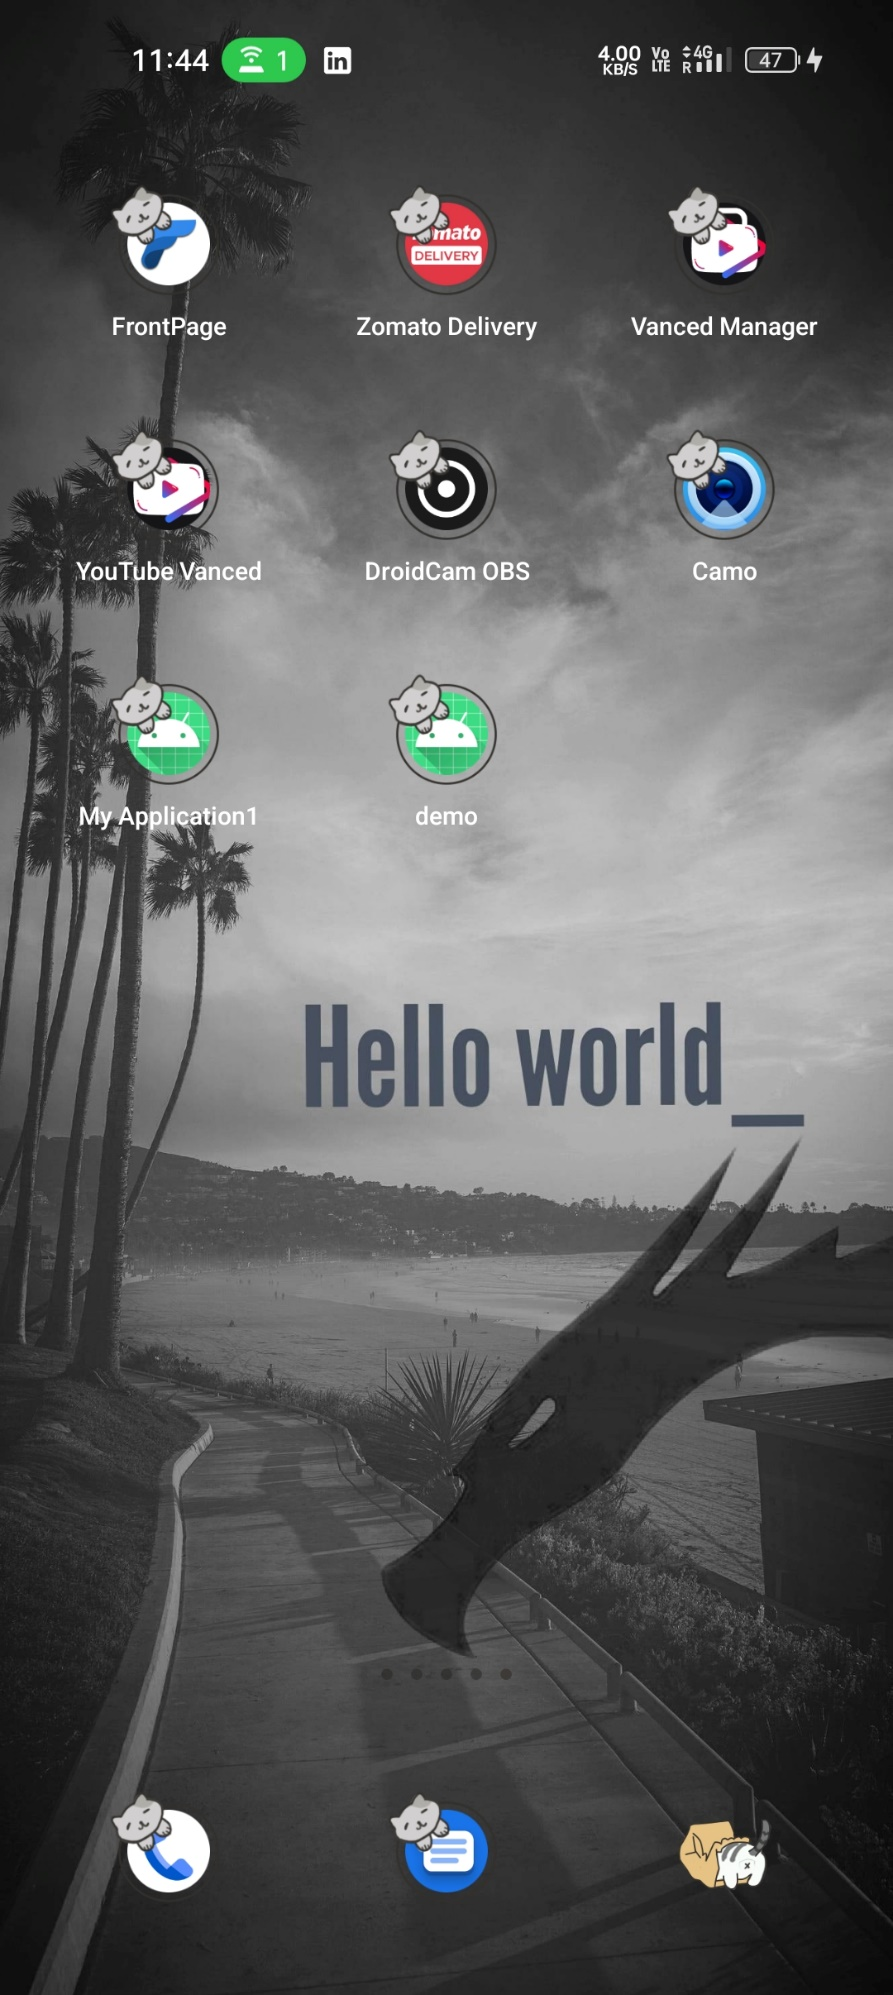 11:44
1
in
4.00
KB/S
Vo
LTE
4G
R
47
mato
DELIVERY
FrontPage
Zomato Delivery
Vanced Manager
YouTube Vanced
DroidCam OBS
Camo
My Application1
demo
Hello world_